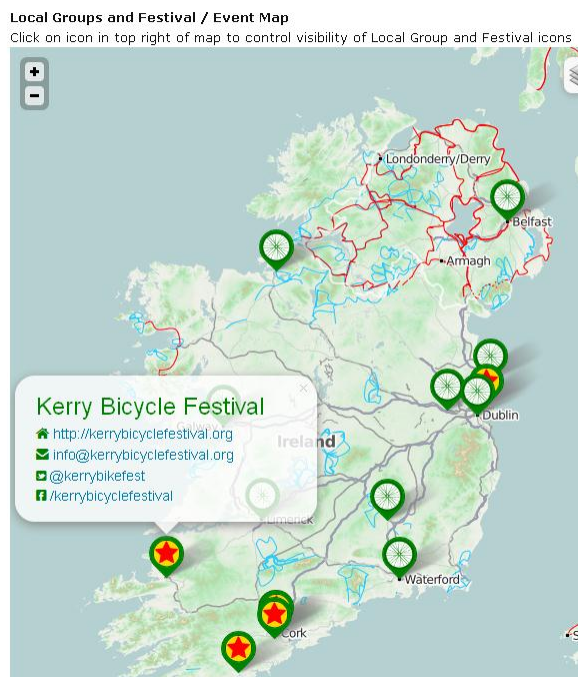 Local Groups and Festival / Event Map
Click on icon in top right of map to control visibility of Local Group and Festival icons
+
−
Londonderry/Derry
Belfast
Armagh
Kerry Bicycle Festival
×
http://kerrybicyclefestival.org
Galway
Dublin
info@kerrybicyclefestival.org
Ireland
@kerrybikefest
/kerrybicyclefestival
Limerick
Waterford
Cork
S